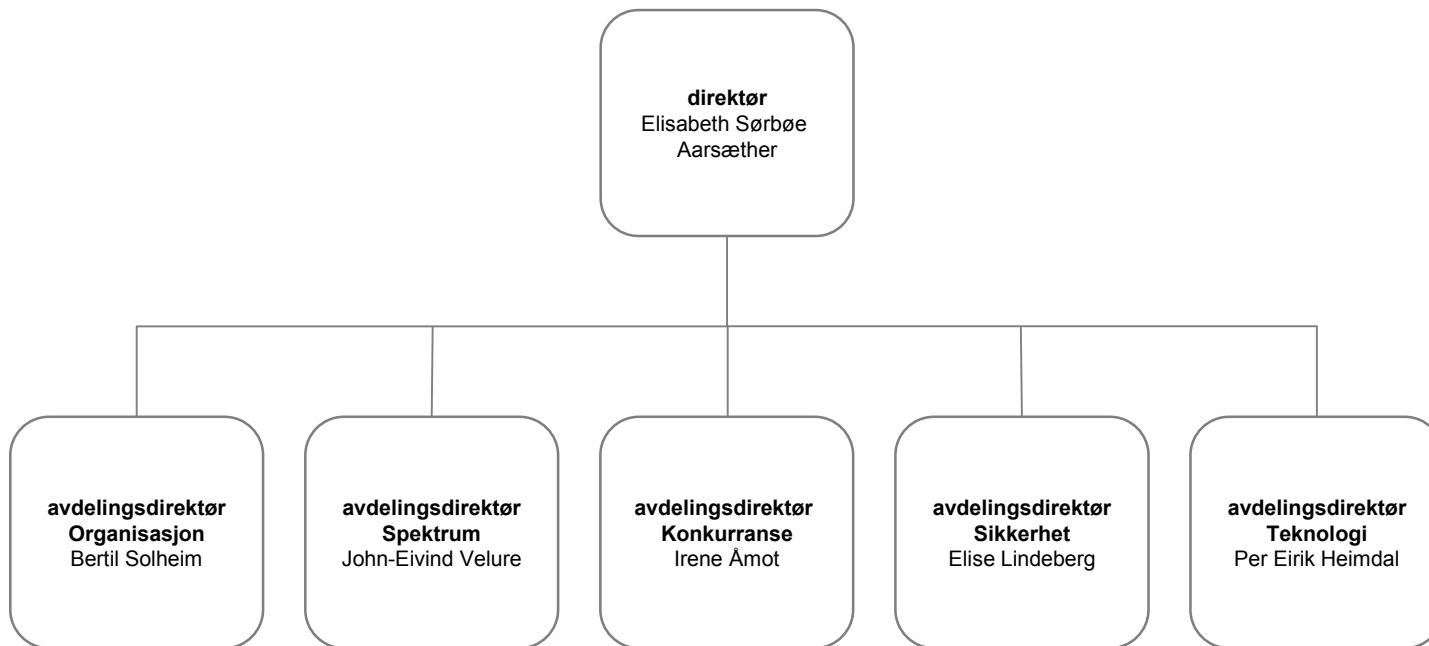 direktør
Elisabeth Sørbøe
Aarsæther
avdelingsdirektør
Organisasjon
Bertil Solheim
avdelingsdirektør
Spektrum
John-Eivind Velure
avdelingsdirektør
Konkurranse
Irene Åmot
avdelingsdirektør
Sikkerhet
Elise Lindeberg
avdelingsdirektør
Teknologi
Per Eirik Heimdal